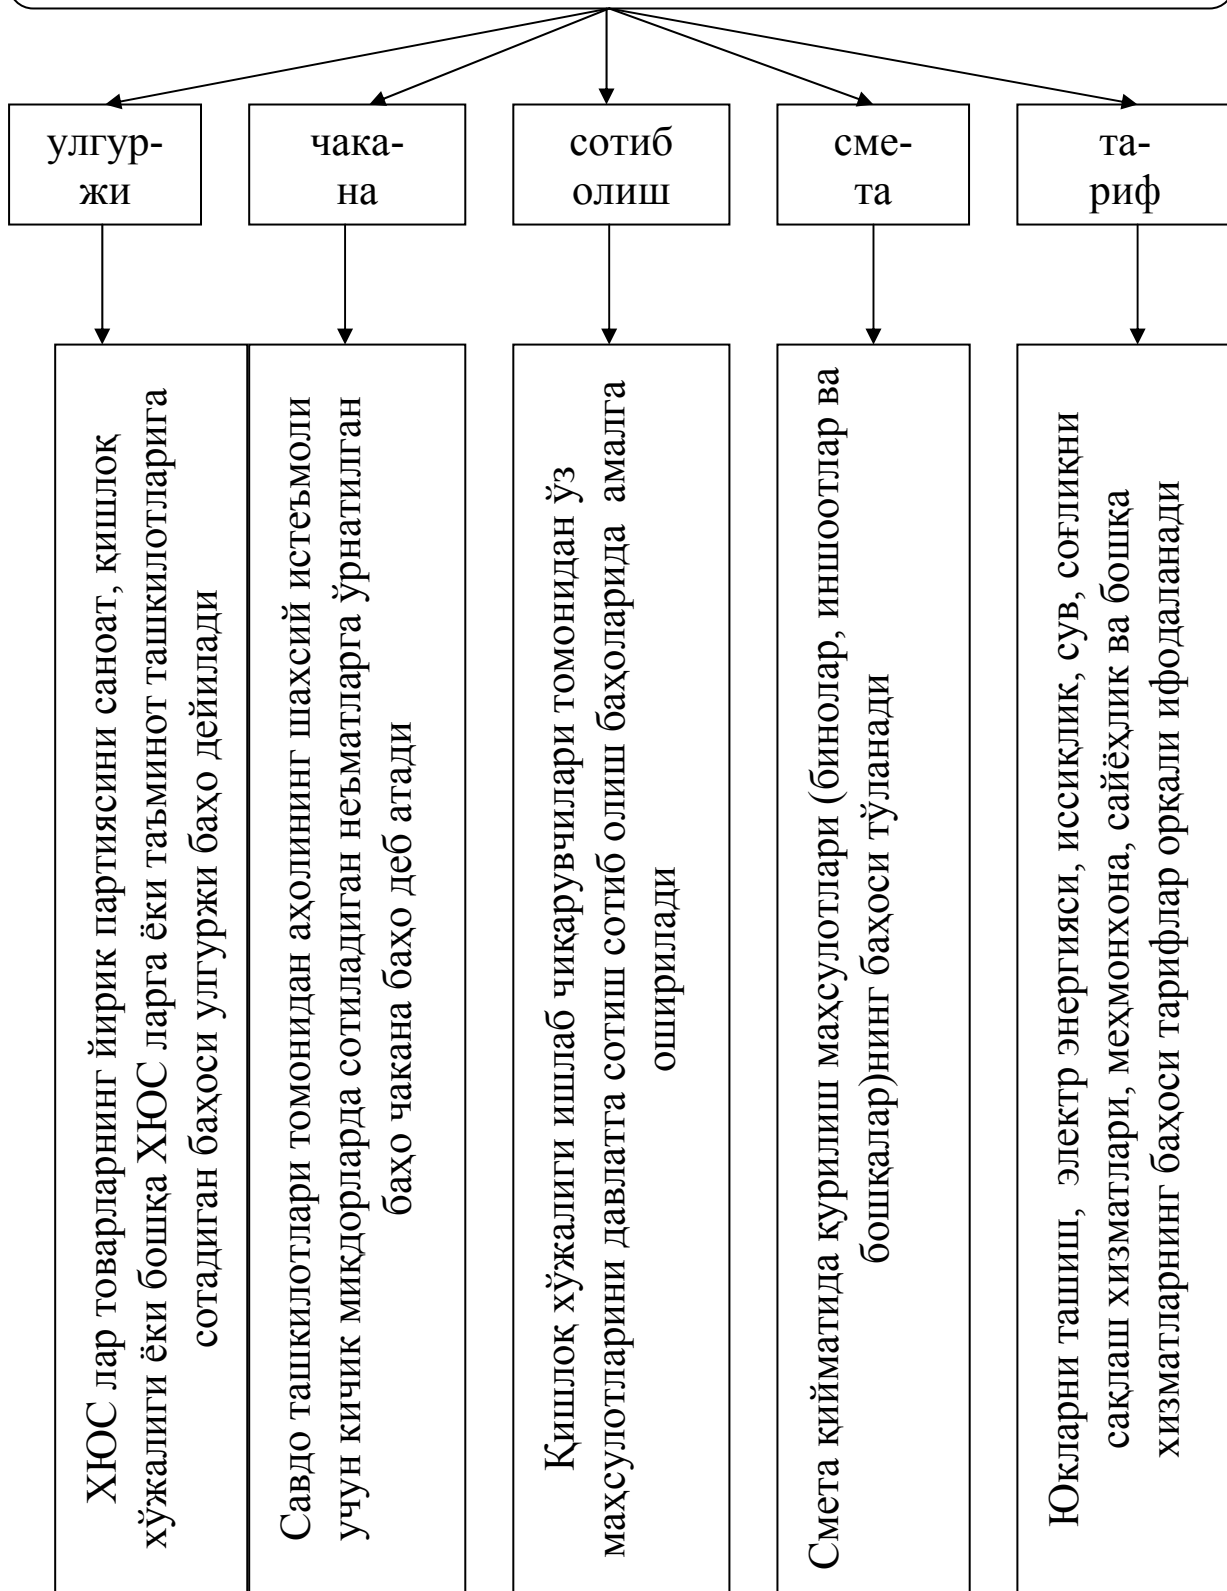 улгур-
жи
чака-
на
сотиб
олиш
сме-
та
та-
риф
ХЮС лар товарларнинг йирик партиясини саноат, қишлоқ
хўжалиги ёки бошқа ХЮС ларга ёки таъминот ташкилотларига
сотадиган баҳоси улгуржи баҳо дейилади
Савдо ташкилотлари томонидан аҳолининг шахсий истеъмоли
учун кичик миқдорларда сотиладиган неъматларга ўрнатилган
баҳо чакана баҳо деб атади
Қишлоқ хўжалиги ишлаб чиқарувчилари томонидан ўз
маҳсулотларини давлатга сотиш сотиб олиш баҳоларида амалга
оширилади
Смета қийматида қурилиш маҳсулотлари (бинолар, иншоотлар ва
бошқалар)нинг баҳоси тўланади
Юкларни ташиш, электр энергияси, иссиқлик, сув, соғлиқни
сақлаш хизматлари, меҳмонхона, сайёҳлик ва бошқа
хизматларнинг баҳоси тарифлар орқали ифодаланади